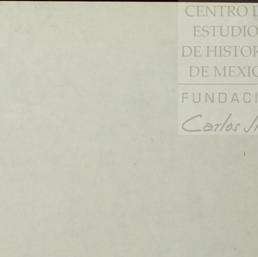 CENTRO D
ESTUDIO
DE HISTOR
DE MEXIC
FUNDACI
Carlos